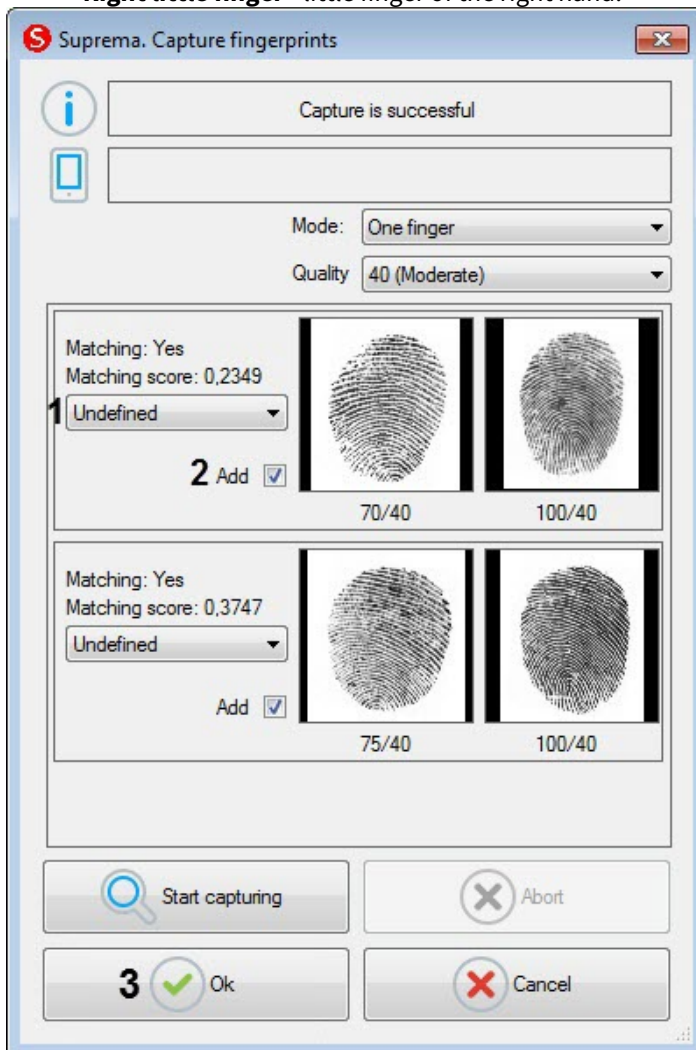 Right little finger - little finger of the right hand.
Suprema. Capture fingerprints
Capture is successful
Mode: One finger
Quality 40 (Moderate)
Matching: Yes
Matching score: 0,2349
1 Undefined
2 Add
70/40 100/40
Matching: Yes
Matching score: 0,3747
Undefined
Add
75/40 100/40
Start capturing Abort
3 Ok Cancel